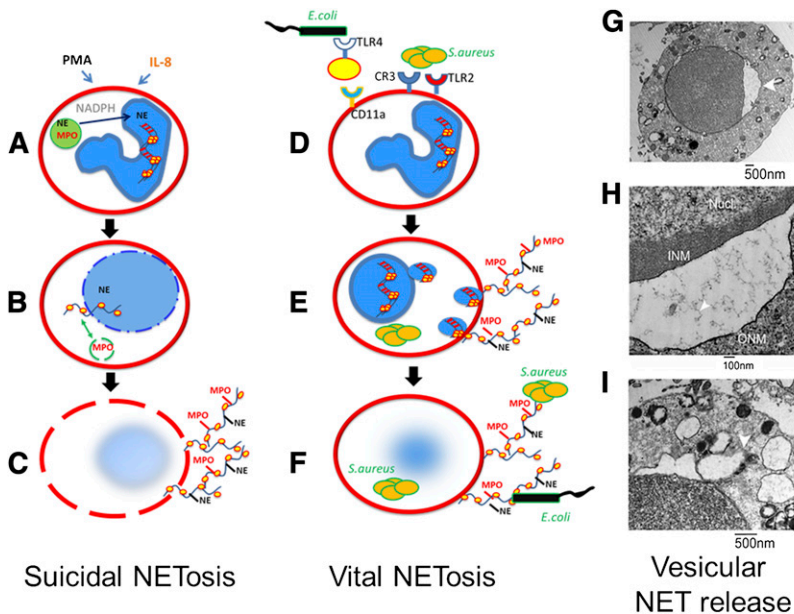 PMA
IL-8
NADPH
NE
MPO
NE
A
B
NE
MPO
C
MPO
MPO
NE
MPO
NE
Suicidal NETosis
E.coli
TLR4
S.aureus
CR3
TLR2
CD11a
D
E
MPO
MPO
NE
MPO
NE
F
S.aureus
MPO
MPO
NE
S.aureus
MPO
NE
E.coli
Vital NETosis
G
500nm
H
Nucl.
INM
ONM
100nm
I
500nm
Vesicular
NET release